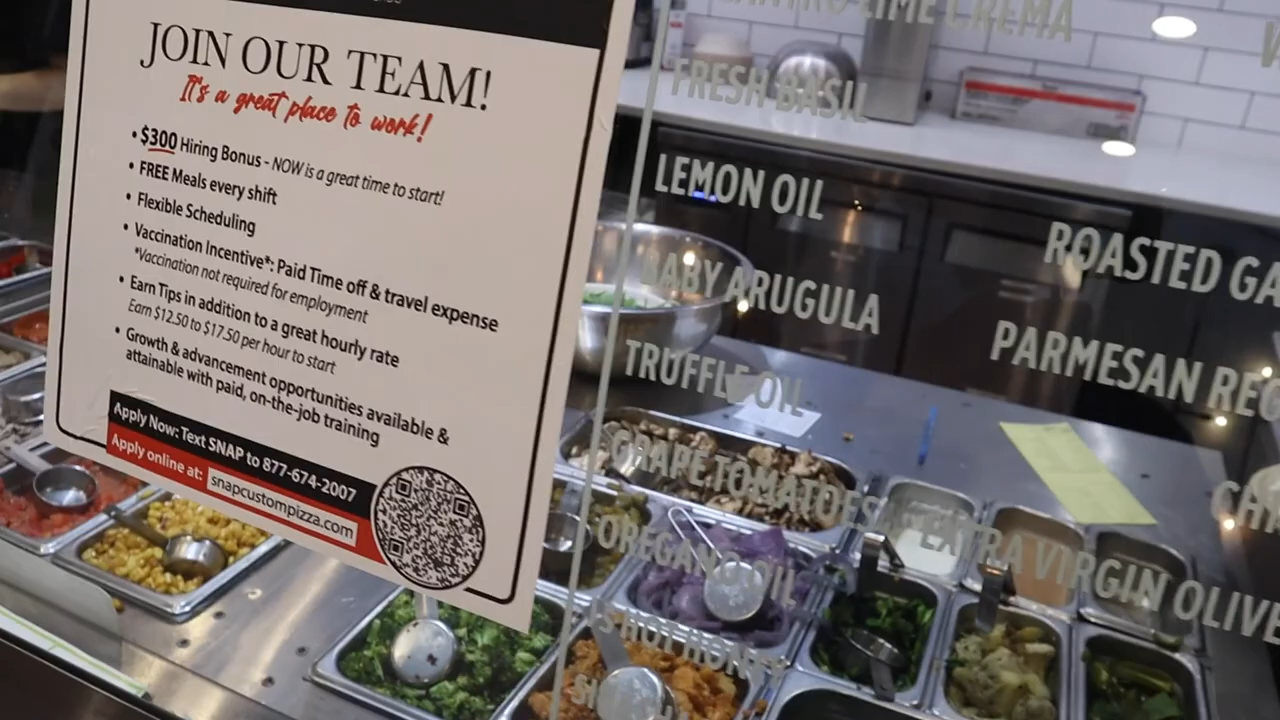 JOIN OUR TEAM!
It's a great place to work!
• $300 Hiring Bonus - NOW is a great time to start!
• FREE Meals every shift
• Flexible Scheduling
• Vaccination Incentive*: Paid Time off & travel expense
*Vaccination not required for employment
• Earn Tips in addition to a great hourly rate
Earn $12.50 to $17.50 per hour to start
• Growth & advancement opportunities available &
attainable with paid, on-the-job training
Apply Now: Text SNAP to 877-674-2007
Apply online at: snapcustompizza.com
LIME CREMA
FRESH BASIL
LEMON OIL
BABY ARUGULA
TRUFFLE OIL
GRAPE TOMATOES
OREGANO OIL
HOT HONEY
ROASTED
PARMESAN
EXTRA VIRGIN OLIVE